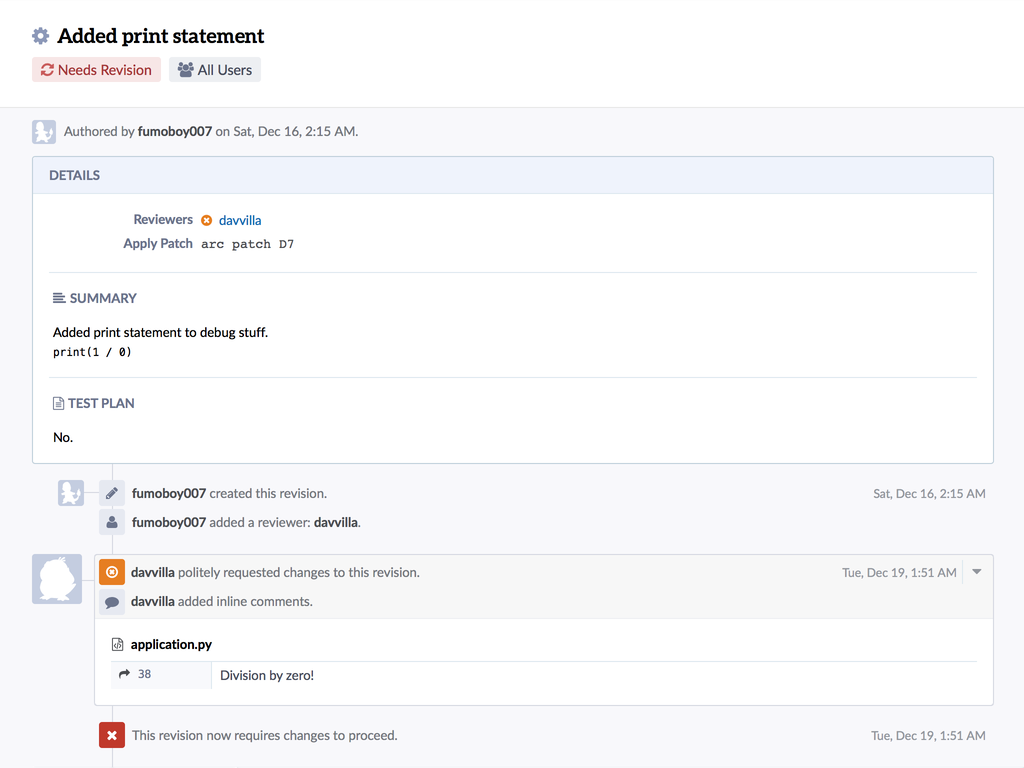 Added print statement
Needs Revision All Users
Authored by fumoboy007 on Sat, Dec 16, 2:15 AM.
DETAILS
Reviewers davvilla
Apply Patch arc patch D7
SUMMARY
Added print statement to debug stuff.
print(1 / 0)
TEST PLAN
No.
fumoboy007 created this revision. Sat, Dec 16, 2:15 AM
fumoboy007 added a reviewer: davvilla.
davvilla politely requested changes to this revision. Tue, Dec 19, 1:51 AM
davvilla added inline comments.
application.py
38 Division by zero!
This revision now requires changes to proceed. Tue, Dec 19, 1:51 AM